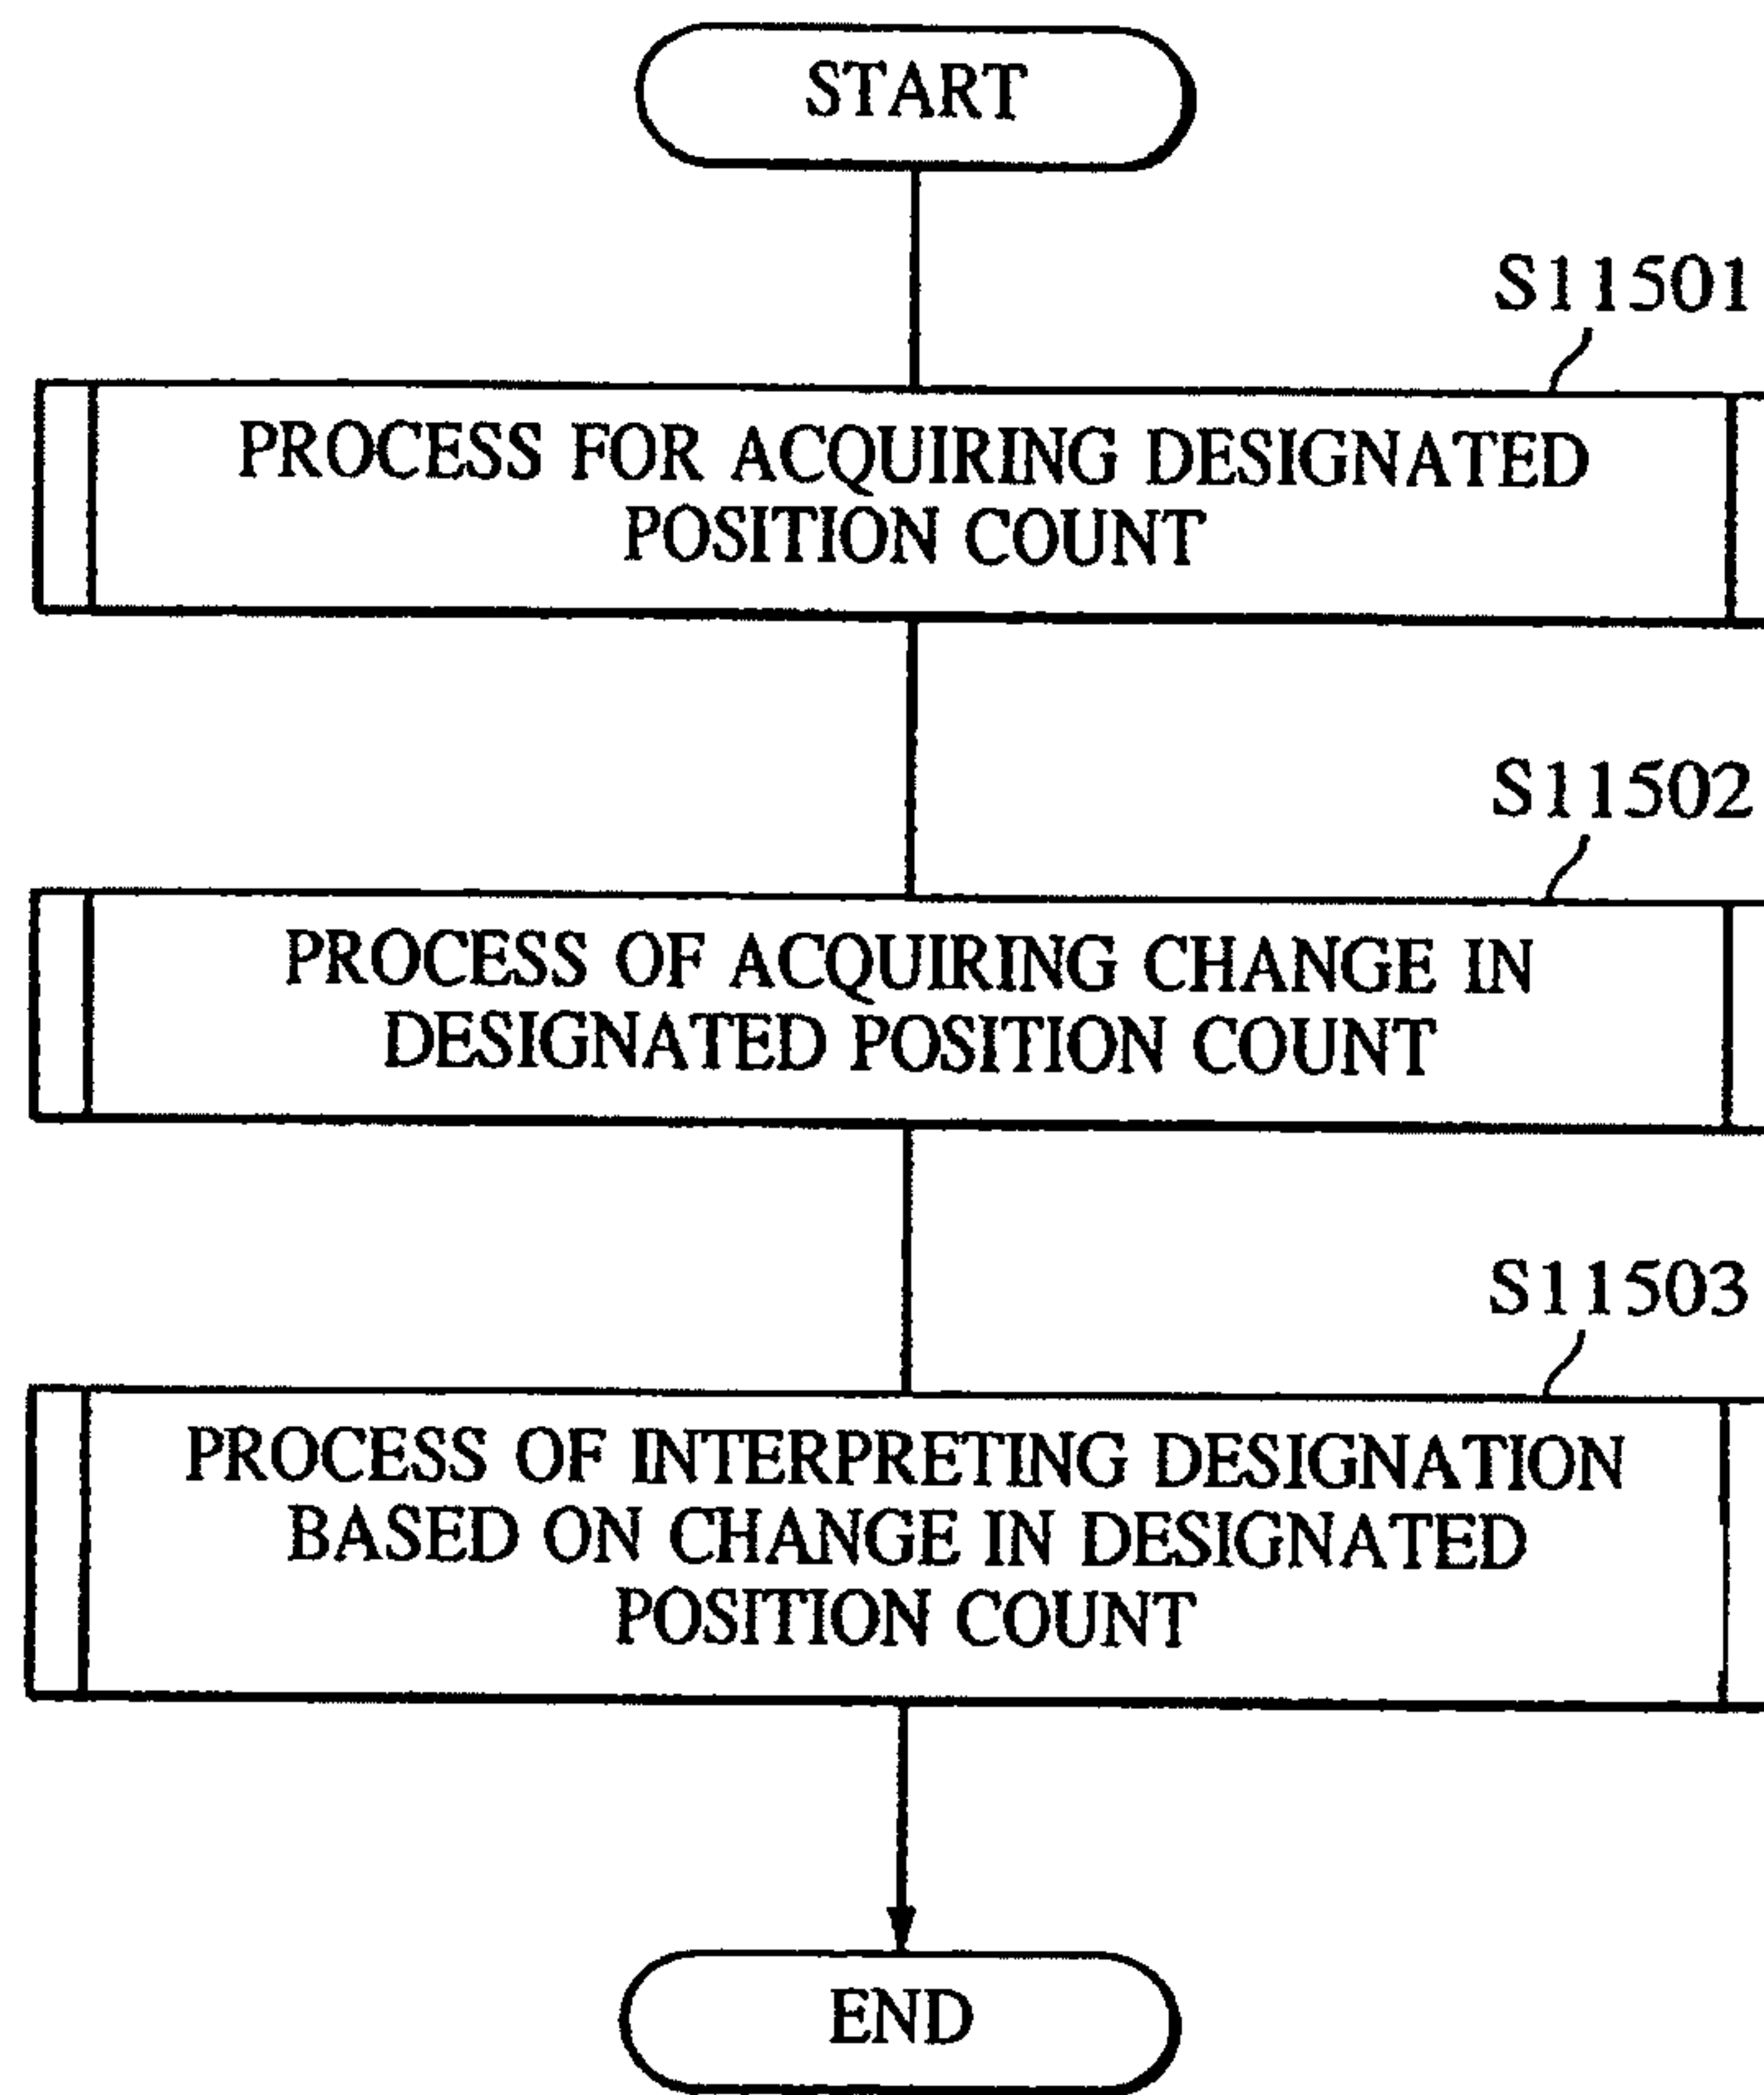 START
S11501
PROCESS FOR ACQUIRING DESIGNATED
POSITION COUNT
S11502
PROCESS OF ACQUIRING CHANGE IN
DESIGNATED POSITION COUNT
S11503
PROCESS OF INTERPRETING DESIGNATION
BASED ON CHANGE IN DESIGNATED
POSITION COUNT
END